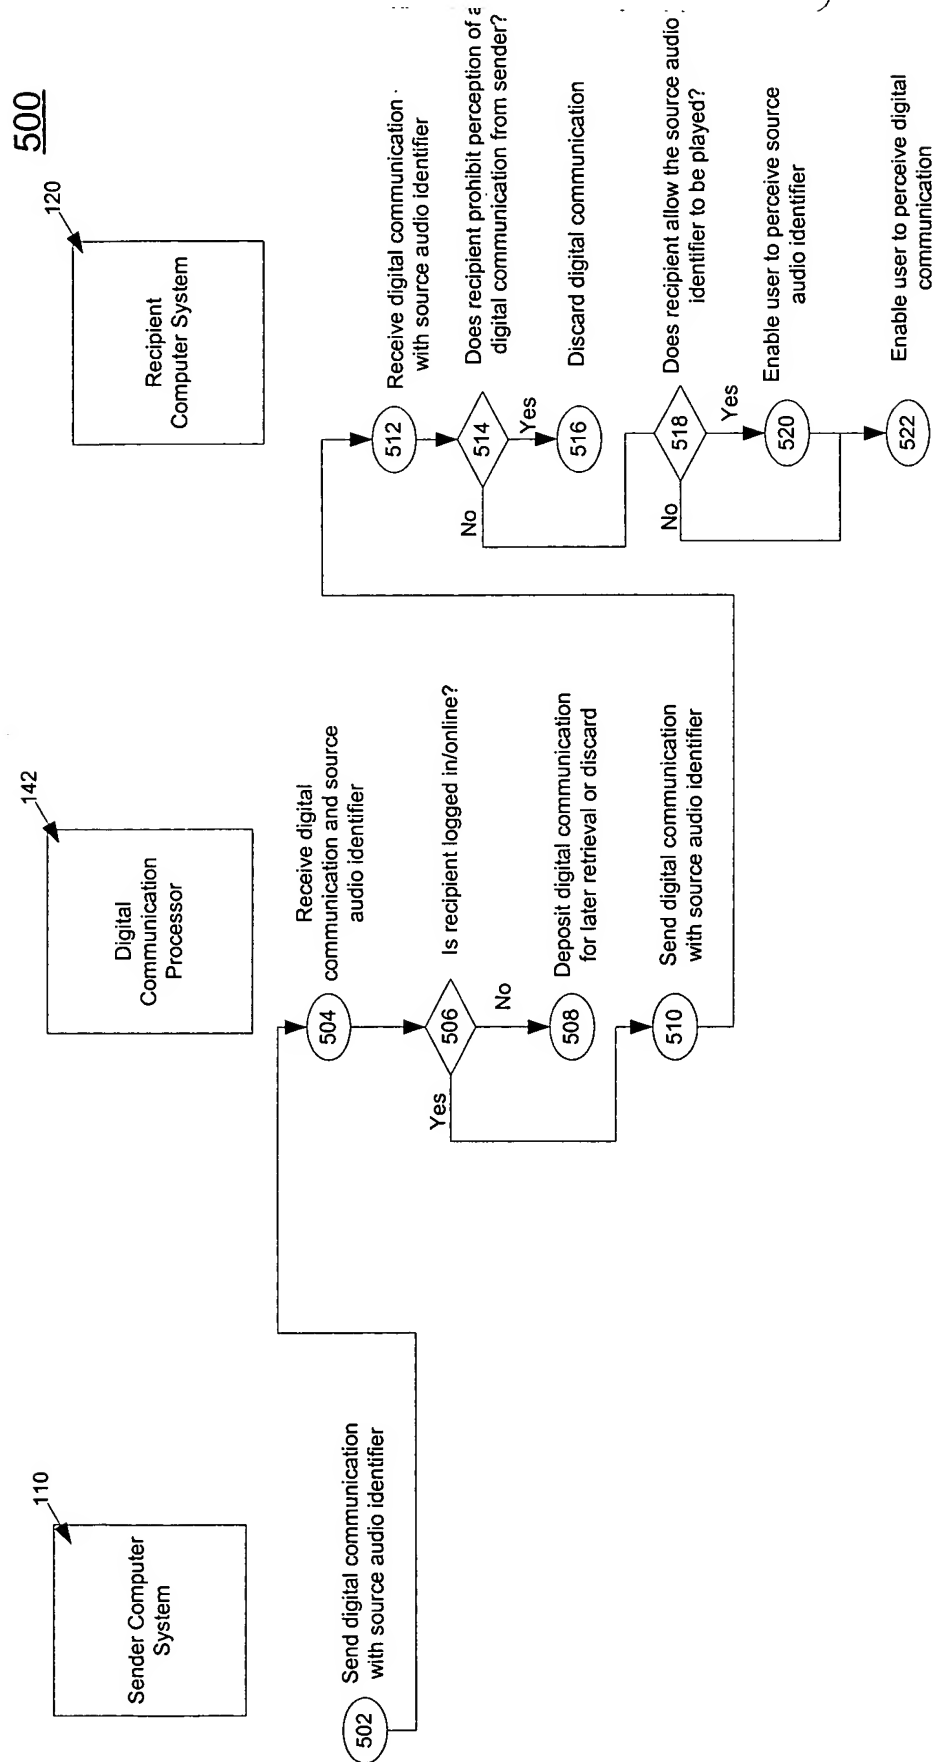 500
110
Sender Computer
System
502
Send digital communication
with source audio identifier
142
Digital
Communication
Processor
504
Receive digital
communication and source
audio identifier
506
Is recipient logged in/online?
Yes
No
508
Deposit digital communication
for later retrieval or discard
510
Send digital communication
with source audio identifier
120
Recipient
Computer System
512
Receive digital communication
with source audio identifier
514
Does recipient prohibit perception of a
digital communication from sender?
No
Yes
516
Discard digital communication
518
Does recipient allow the source audio
identifier to be played?
No
Yes
520
Enable user to perceive source
audio identifier
522
Enable user to perceive digital
communication